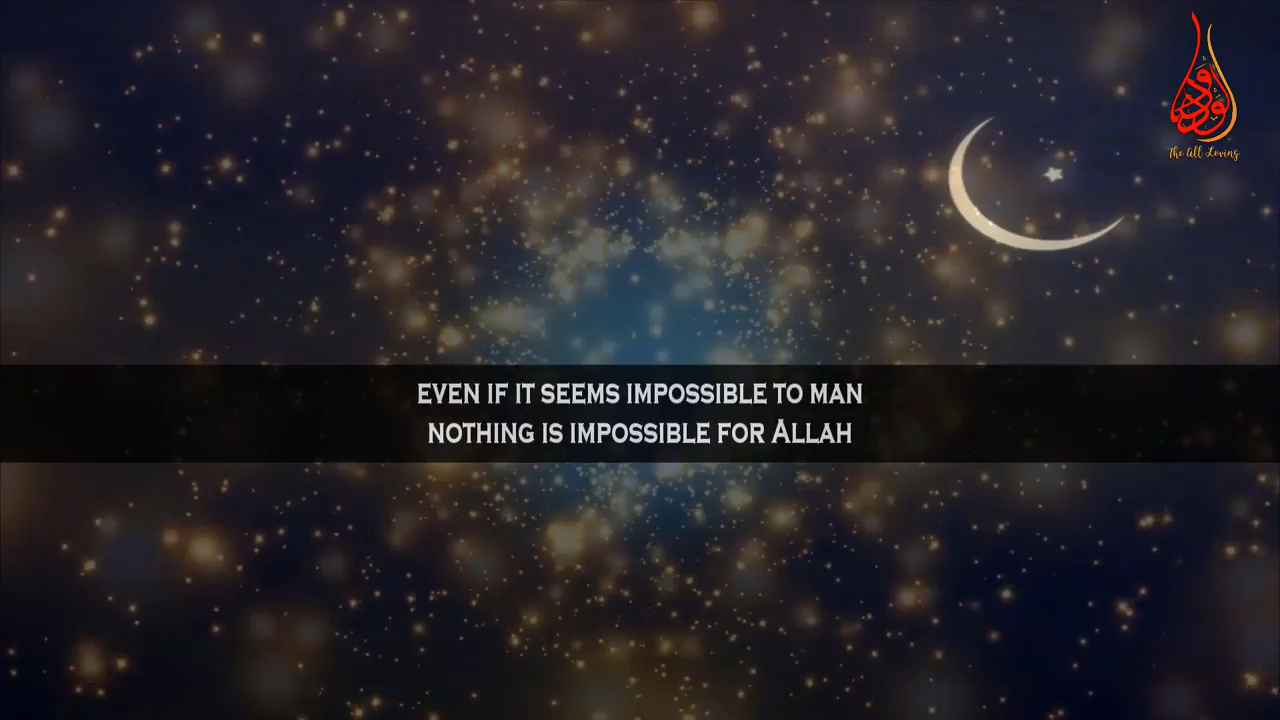 The All Loving
EVEN IF IT SEEMS IMPOSSIBLE TO MAN
NOTHING IS IMPOSSIBLE FOR ALLAH